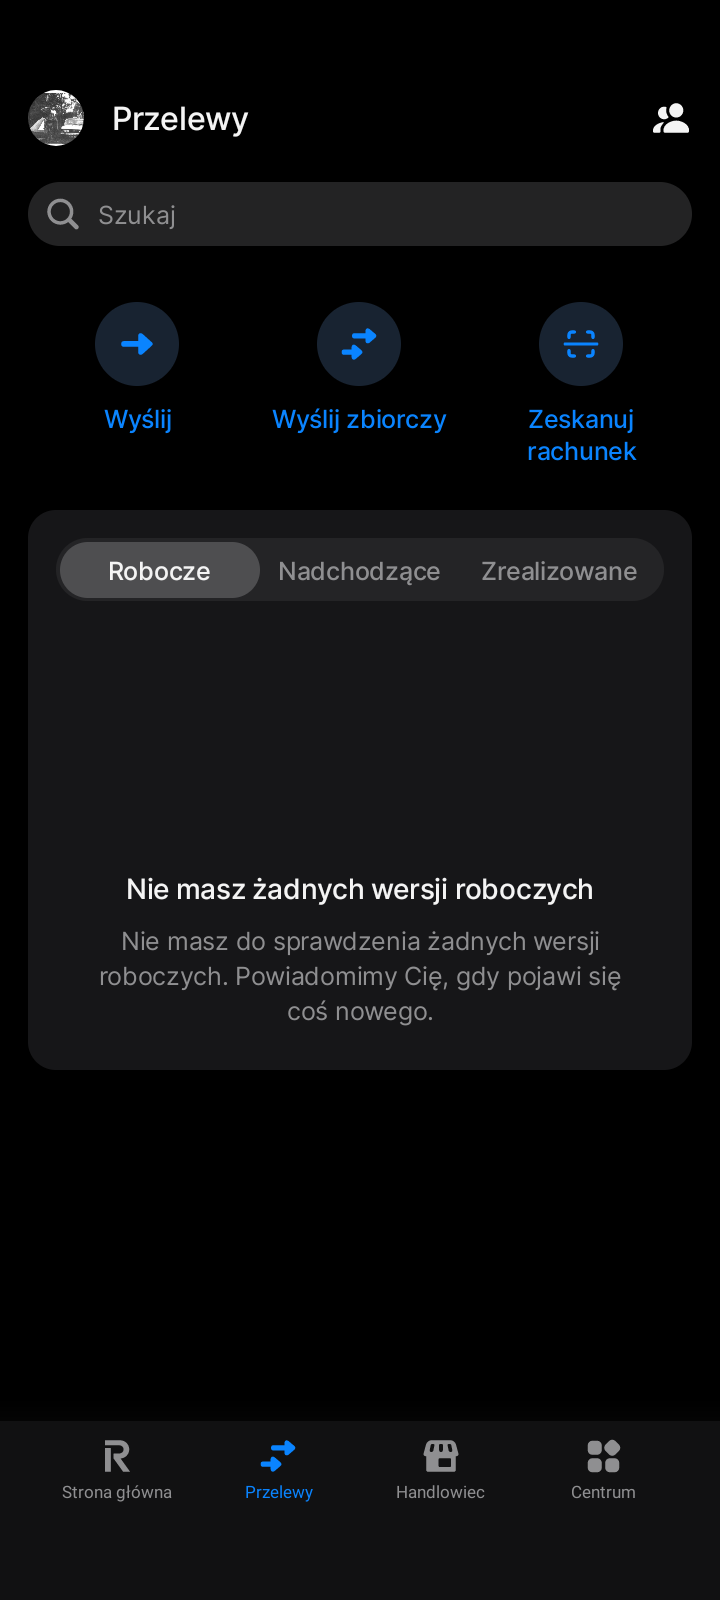 Przelewy
Szukaj
Wyślij
Wyślij zbiorczy
Zeskanuj
rachunek
Robocze
Nadchodzące
Zrealizowane
Nie masz żadnych wersji roboczych
Nie masz do sprawdzenia żadnych wersji
roboczych. Powiadomimy Cię, gdy pojawi się
coś nowego.
Strona główna
Przelewy
Handlowiec
Centrum